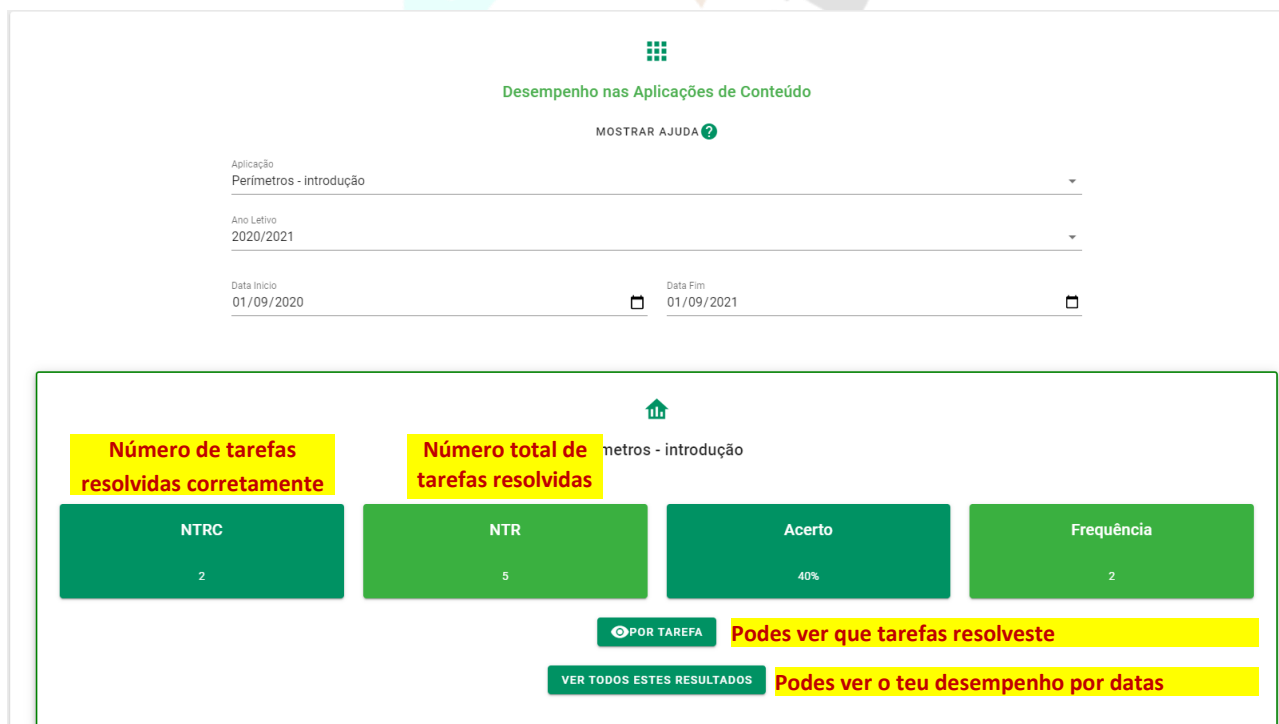 Desempenho nas Aplicações de Conteúdo
MOSTRAR AJUDA ?
Aplicação
Perímetros - introdução
Ano Letivo
2020/2021
Data Inicio
01/09/2020
Data Fim
01/09/2021
Número de tarefas
resolvidas corretamente
Número total de
tarefas resolvidas
metros - introdução
NTRC
2
NTR
5
Acerto
40%
Frequência
2
POR TAREFA
Podes ver que tarefas resolveste
VER TODOS ESTES RESULTADOS
Podes ver o teu desempenho por datas